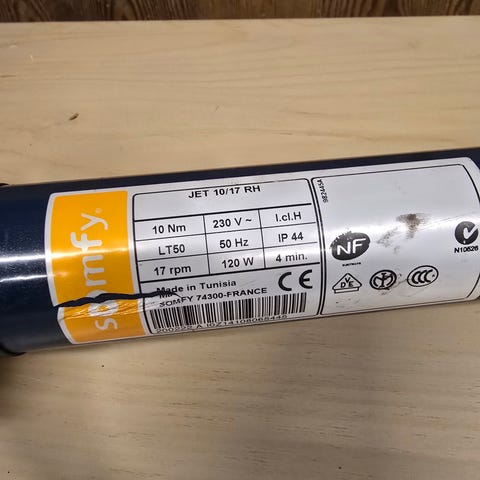 somfy®
JET 10/17 RH
10 Nm 230 V ~ I.cl.H
LT50 50 Hz IP 44
17 rpm 120 W 4 min.
Made in Tunisia
SOMFY 74300-FRANCE
CE
NF
N10626
CCC